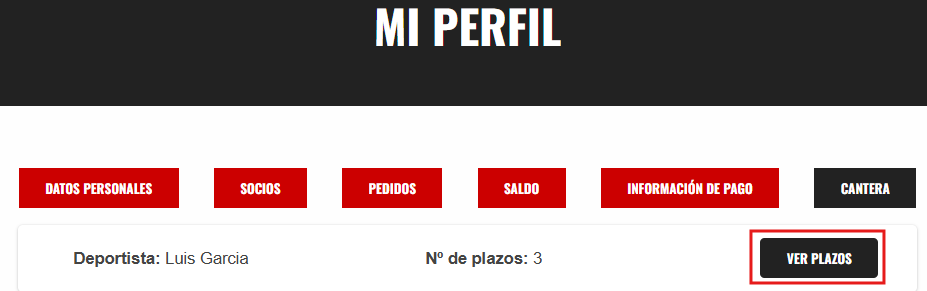 MI PERFIL
DATOS PERSONALES
SOCIOS
PEDIDOS
SALDO
INFORMACIÓN DE PAGO
CANTERA
Deportista: Luis Garcia
Nº de plazos: 3
VER PLAZOS